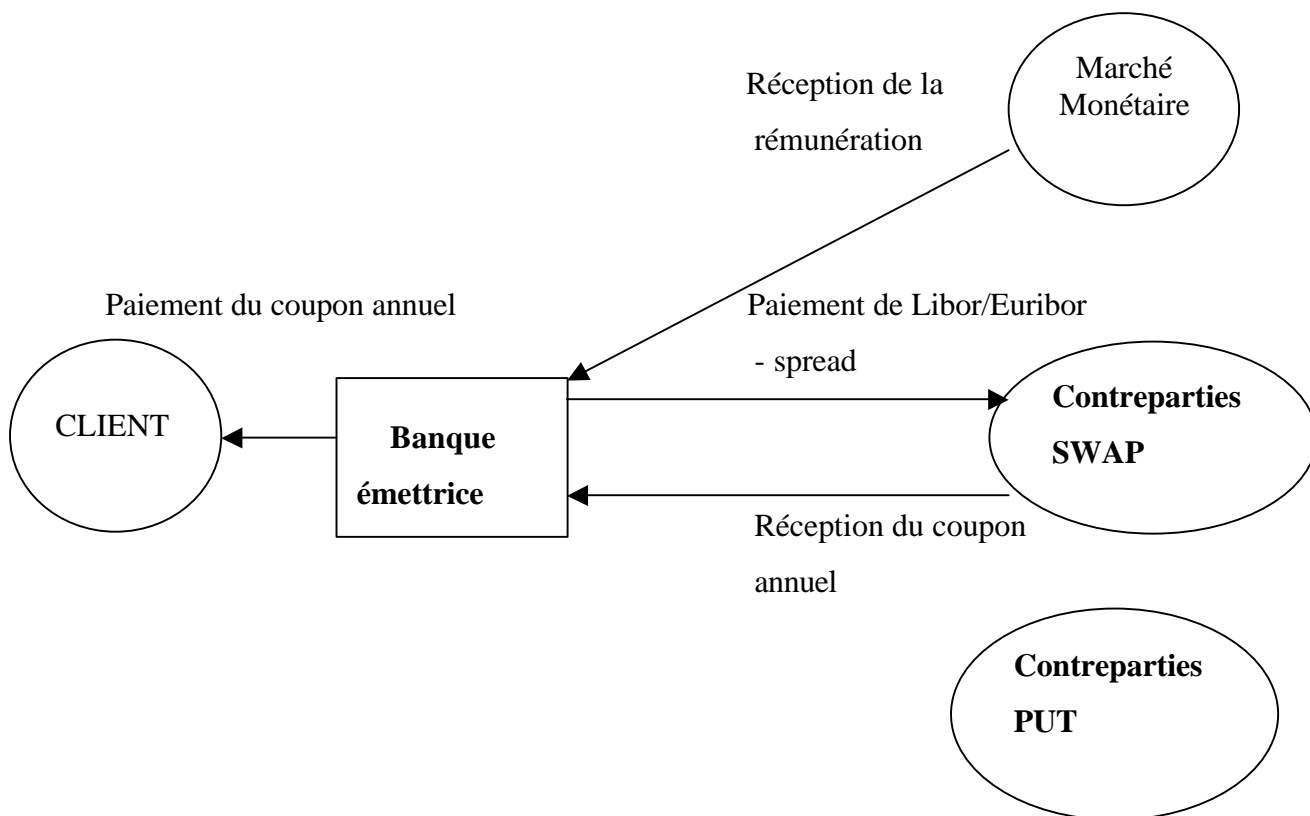 Marché
Monétaire
Réception de la
rémunération
Paiement du coupon annuel
Paiement de Libor/Euribor
- spread
CLIENT
Banque
émettrice
Contreparties
SWAP
Réception du coupon
annuel
Contreparties
PUT